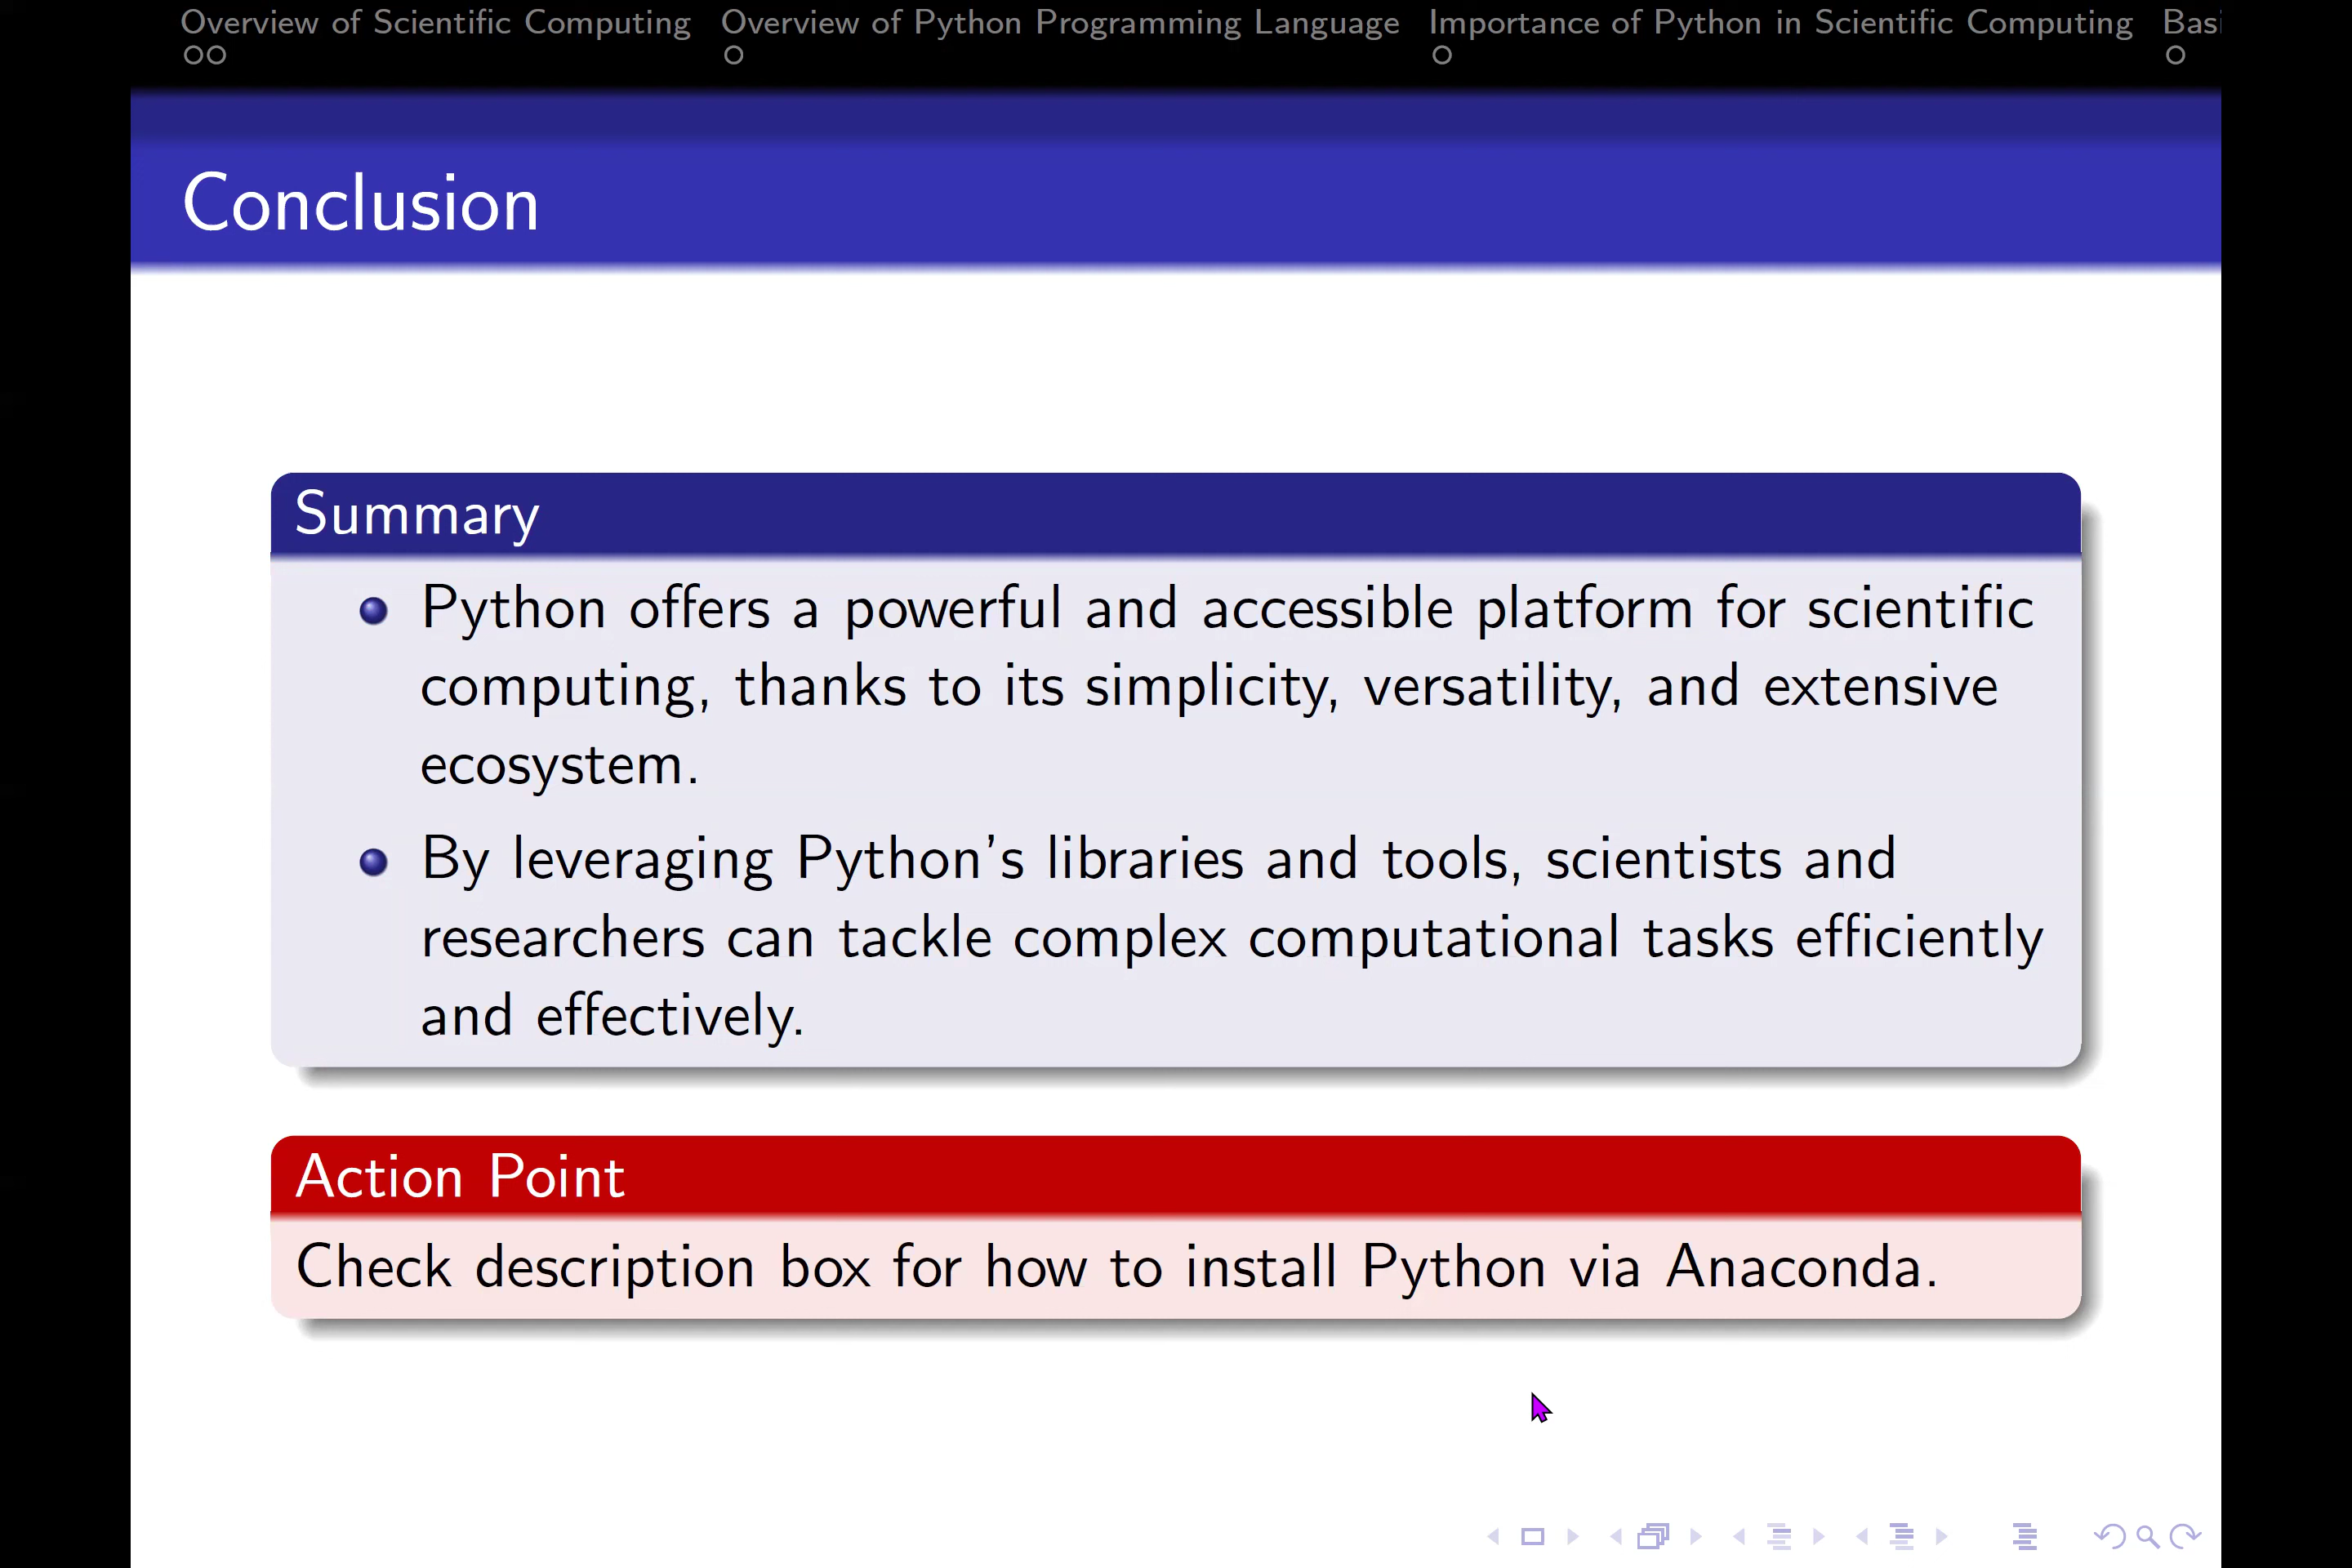 Overview of Scientific Computing Overview of Python Programming Language Importance of Python in Scientific Computing Basi
Conclusion
Summary
Python offers a powerful and accessible platform for scientific
computing, thanks to its simplicity, versatility, and extensive
ecosystem.
By leveraging Python's libraries and tools, scientists and
researchers can tackle complex computational tasks efficiently
and effectively.
Action Point
Check description box for how to install Python via Anaconda.